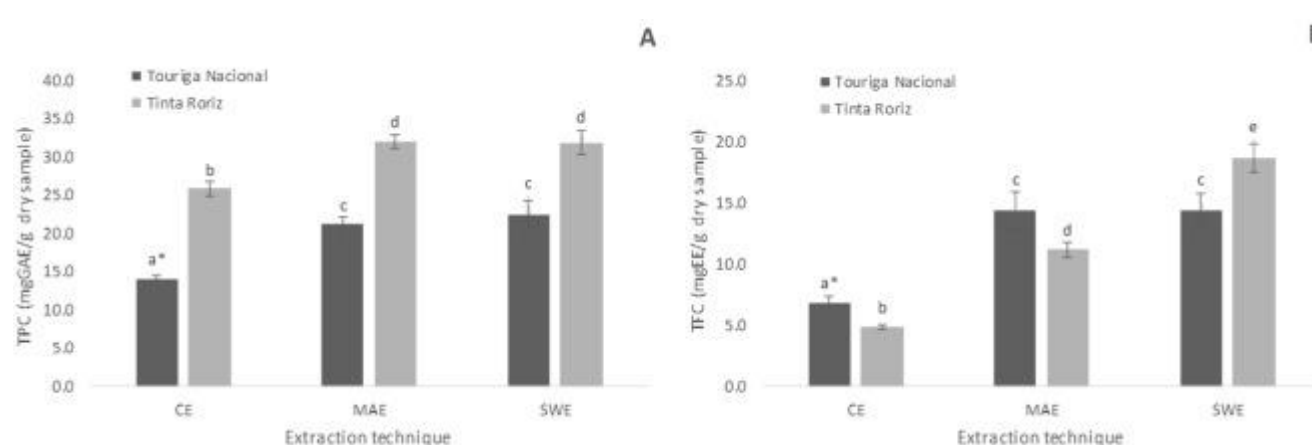 A
Touriga Nacional
Tinta Roriz
TPC (mgGAE/g dry sample)
40.0
35.0
30.0
25.0
20.0
15.0
10.0
5.0
0.0
a*
b
c
d
c
d
CE
MAE
SWE
Extraction technique
Touriga Nacional
Tinta Roriz
TFC (mgEE/g dry sample)
25.0
20.0
15.0
10.0
5.0
0.0
a*
b
c
d
c
e
CE
MAE
SWE
Extraction technique